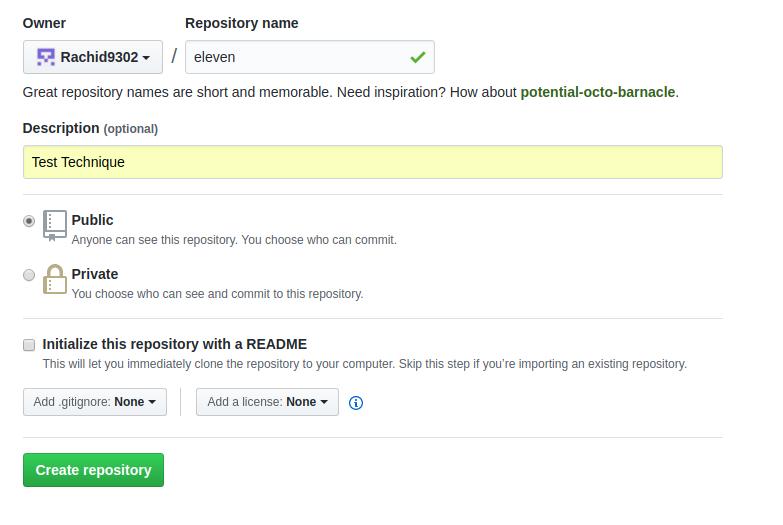 Owner Repository name
Rachid9302 / eleven
Great repository names are short and memorable. Need inspiration? How about potential-octo-barnacle.
Description (optional)
Test Technique
Public
Anyone can see this repository. You choose who can commit.
Private
You choose who can see and commit to this repository.
Initialize this repository with a README
This will let you immediately clone the repository to your computer. Skip this step if you’re importing an existing repository.
Add .gitignore: None Add a license: None
Create repository